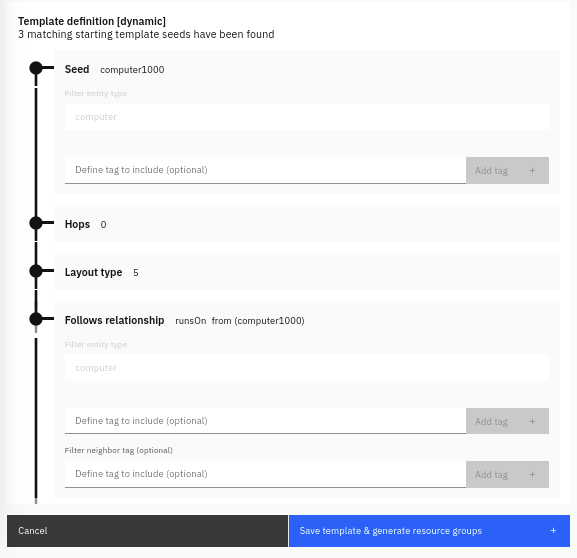 Template definition [dynamic]
3 matching starting template seeds have been found
Seed computer1000
Filter entity type
computer
Define tag to include (optional) Add tag +
Hops 0
Layout type 5
Follows relationship runsOn from (computer1000)
Filter entity type
computer
Define tag to include (optional) Add tag +
Filter neighbor tag (optional)
Define tag to include (optional) Add tag +
Cancel Save template & generate resource groups +